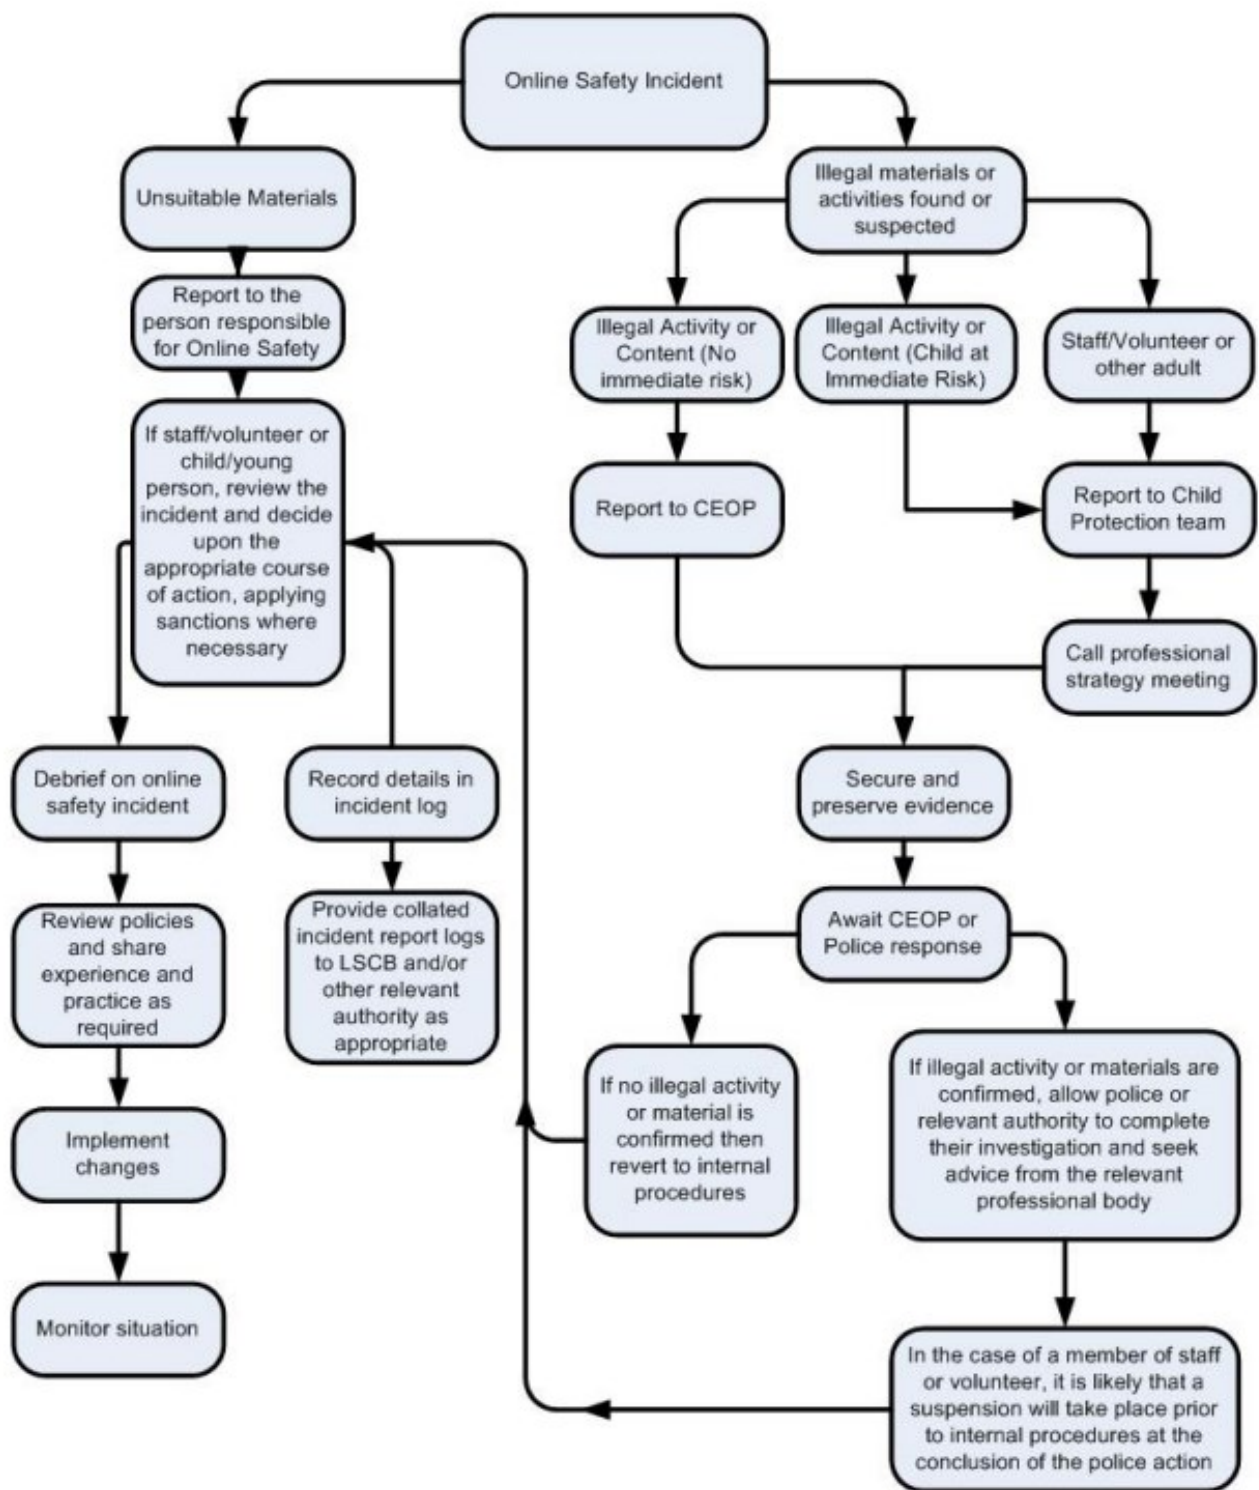 Online Safety Incident
Unsuitable Materials
Illegal materials or
activities found or
suspected
Report to the
person responsible
for Online Safety
Illegal Activity or
Content (No
immediate risk)
Illegal Activity or
Content (Child at
Immediate Risk)
Staff/Volunteer or
other adult
If staff/volunteer or
child/young
person, review the
incident and decide
upon the
appropriate course
of action, applying
sanctions where
necessary
Report to CEOP
Report to Child
Protection team
Call professional
strategy meeting
Debrief on online
safety incident
Record details in
incident log
Secure and
preserve evidence
Review policies
and share
experience and
practice as
required
Provide collated
incident report logs
to LSCB and/or
other relevant
authority as
appropriate
Await CEOP or
Police response
If no illegal activity
or material is
confirmed then
revert to internal
procedures
If illegal activity or materials are
confirmed, allow police or
relevant authority to complete
their investigation and seek
advice from the relevant
professional body
Implement
changes
Monitor situation
In the case of a member of staff
or volunteer, it is likely that a
suspension will take place prior
to internal procedures at the
conclusion of the police action